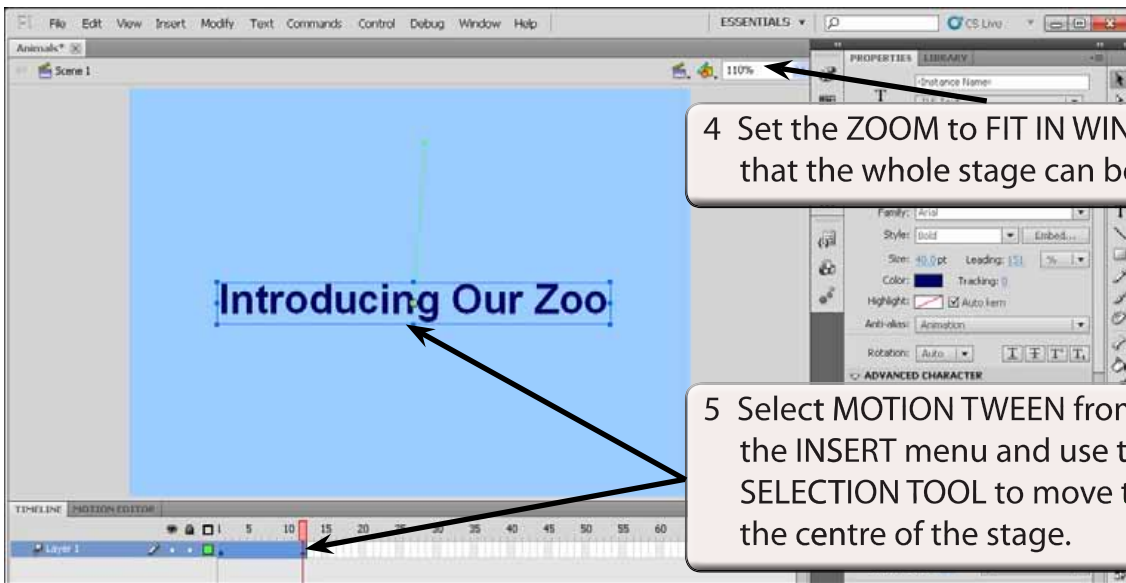 File Edit View Insert Modify Text Commands Control Debug Window Help ESSENTIALS CS Live
Animals*
Scene 1
110%
PROPERTIES LIBRARY
<Instance Name>
T
4 Set the ZOOM to FIT IN WIN
that the whole stage can b
Family: Arial
Style: Bold Embed...
Size: 40.0 pt Leading: %
Color: Tracking: 0
Highlight: Auto kern
Anti-alias: Animation
Rotation: Auto
ADVANCED CHARACTER
Introducing Our Zoo
5 Select MOTION TWEEN from
the INSERT menu and use t
SELECTION TOOL to move t
the centre of the stage.
TIMELINE MOTION EDITOR
1 5 10 15 20 25 30 35 40 45 50 55 60
Layer 1